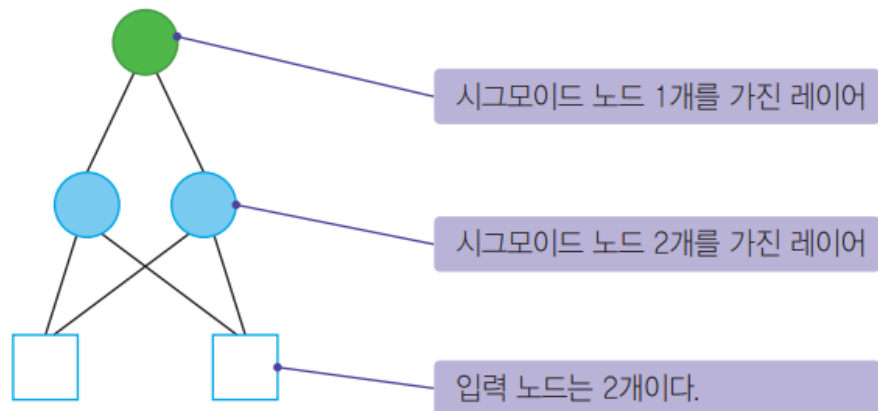 시그모이드 노드 1개를 가진 레이어
시그모이드 노드 2개를 가진 레이어
입력 노드는 2개이다.